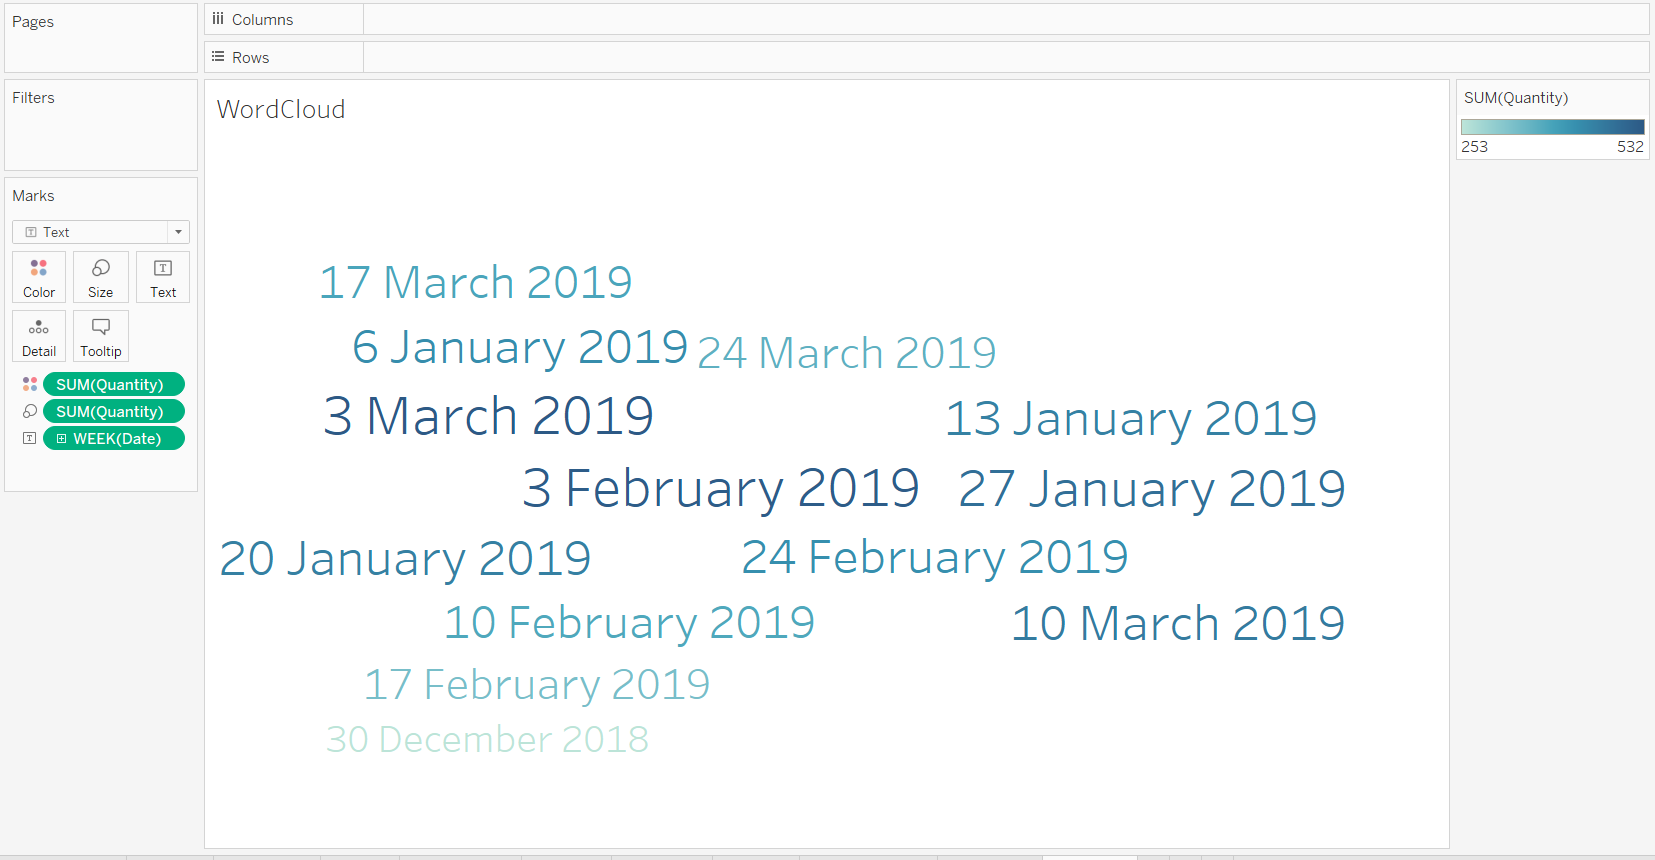 Pages
Columns
Rows
Filters
Marks
Text
Color
Size
Text
Detail
Tooltip
SUM(Quantity)
SUM(Quantity)
WEEK(Date)
WordCloud
17 March 2019
6 January 2019
24 March 2019
3 March 2019
13 January 2019
3 February 2019
27 January 2019
20 January 2019
24 February 2019
10 February 2019
10 March 2019
17 February 2019
30 December 2018
SUM(Quantity)
253
532